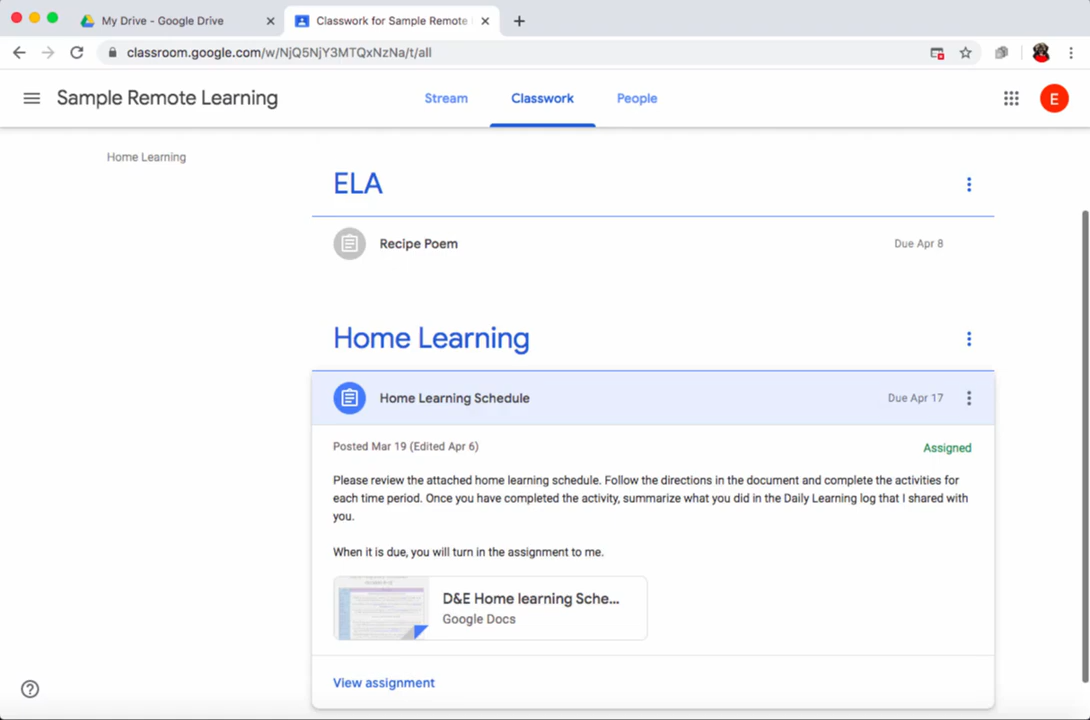 My Drive - Google Drive
Classwork for Sample Remote
classroom.google.com/w/NjQ5NjY3MTQxNzNa/t/all
Sample Remote Learning
Stream
Classwork
People
E
Home Learning
ELA
Recipe Poem
Due Apr 8
Home Learning
Home Learning Schedule
Due Apr 17
Posted Mar 19 (Edited Apr 6)
Assigned
Please review the attached home learning schedule. Follow the directions in the document and complete the activities for
each time period. Once you have completed the activity, summarize what you did in the Daily Learning log that I shared with
you.
When it is due, you will turn in the assignment to me.
D&E Home learning Sche...
Google Docs
View assignment